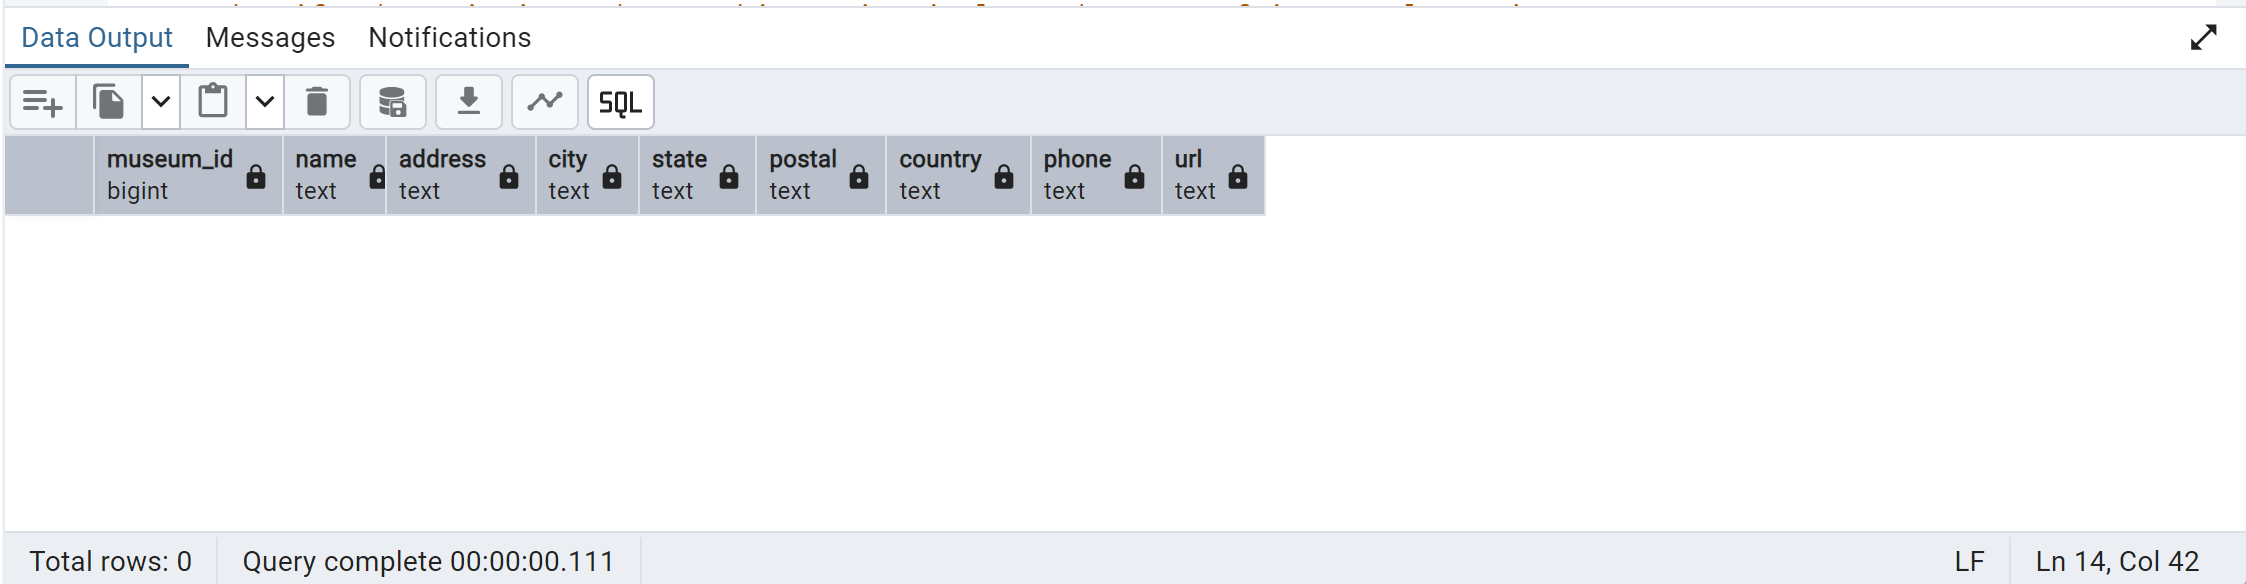 Data Output Messages Notifications
SQL
museum_id name address city state postal country phone url
bigint text text text text text text text text
Total rows: 0 Query complete 00:00:00.111 LF Ln 14, Col 42